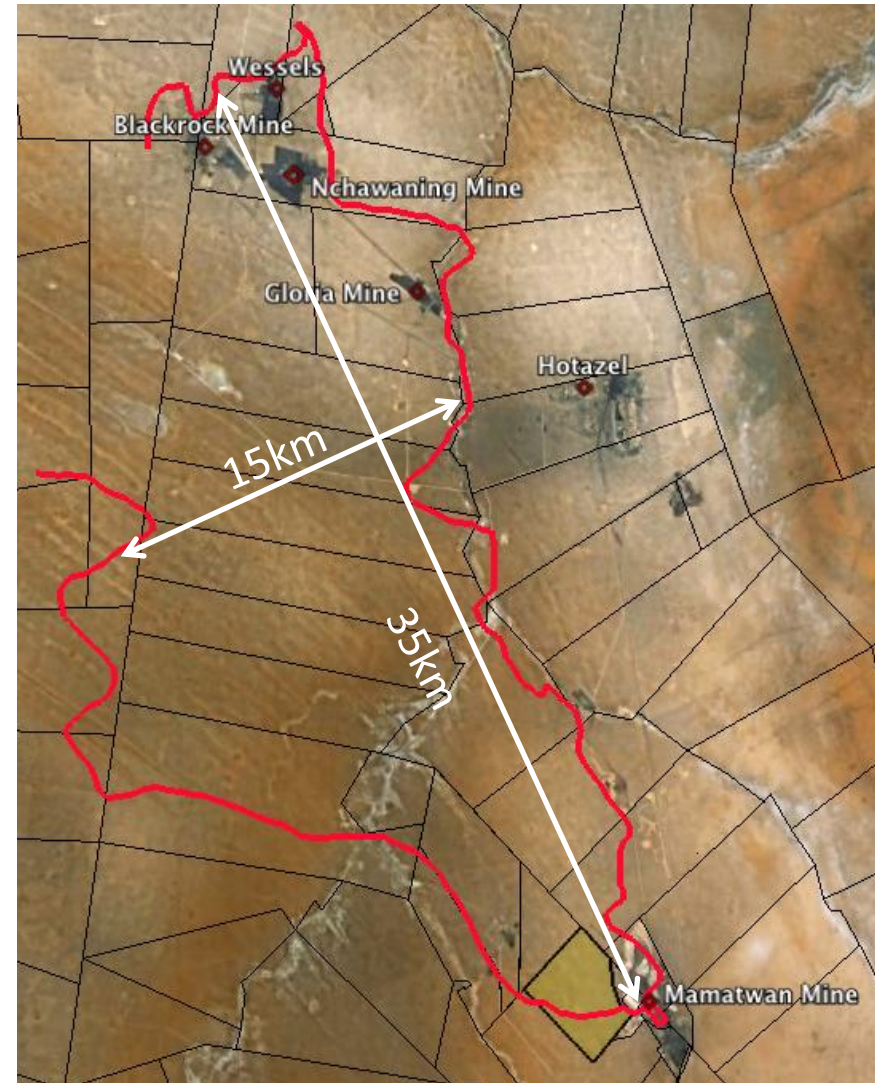 Wessels
Blackrock Mine
Nchawaning Mine
Gloria Mine
Hotazel
15km
35km
Mamatwan Mine